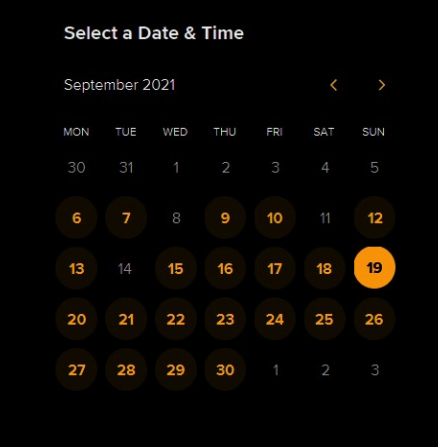 Select a Date & Time
September 2021
MON TUE WED THU FRI SAT SUN
30 31 1 2 3 4 5
6 7 8 9 10 11 12
13 14 15 16 17 18 19
20 21 22 23 24 25 26
27 28 29 30 1 2 3